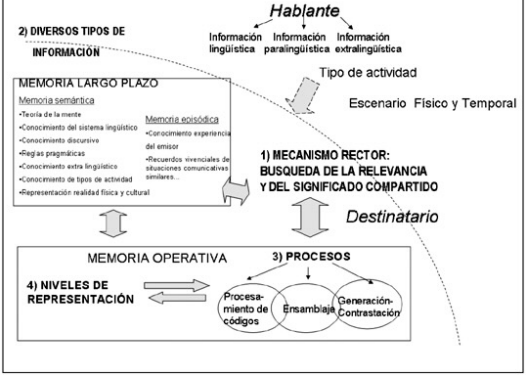 Hablante
2) DIVERSOS TIPOS DE
INFORMACIÓN
Información Información Información
lingüística paralingüística extralingüística
Tipo de actividad
Escenario Físico y Temporal
MEMORIA LARGO PLAZO
Memoria semántica
•Teoría de la mente
•Conocimiento del sistema lingüístico
•Conocimiento discursivo
•Reglas pragmáticas
•Conocimiento extra lingüístico
•Conocimiento de tipos de actividad
•Representación realidad física y cultural
Memoria episódica
•Conocimiento experiencia
del emisor
•Recuerdos vivenciales de
situaciones comunicativas
similares...
1) MECANISMO RECTOR:
BUSQUEDA DE LA RELEVANCIA
Y DEL SIGNIFICADO COMPARTIDO
Destinatario
MEMORIA OPERATIVA
3) PROCESOS
4) NIVELES DE
REPRESENTACIÓN
Procesa-
miento de
códigos
Ensamblaje
Generación-
Contrastación